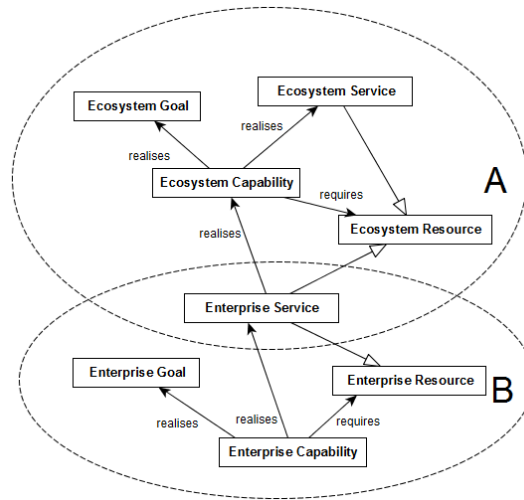 Ecosystem Service
Ecosystem Goal
realises
realises
A
Ecosystem Capability
requires
Ecosystem Resource
realises
Enterprise Service
Enterprise Goal
Enterprise Resource
B
realises
realises
requires
Enterprise Capability